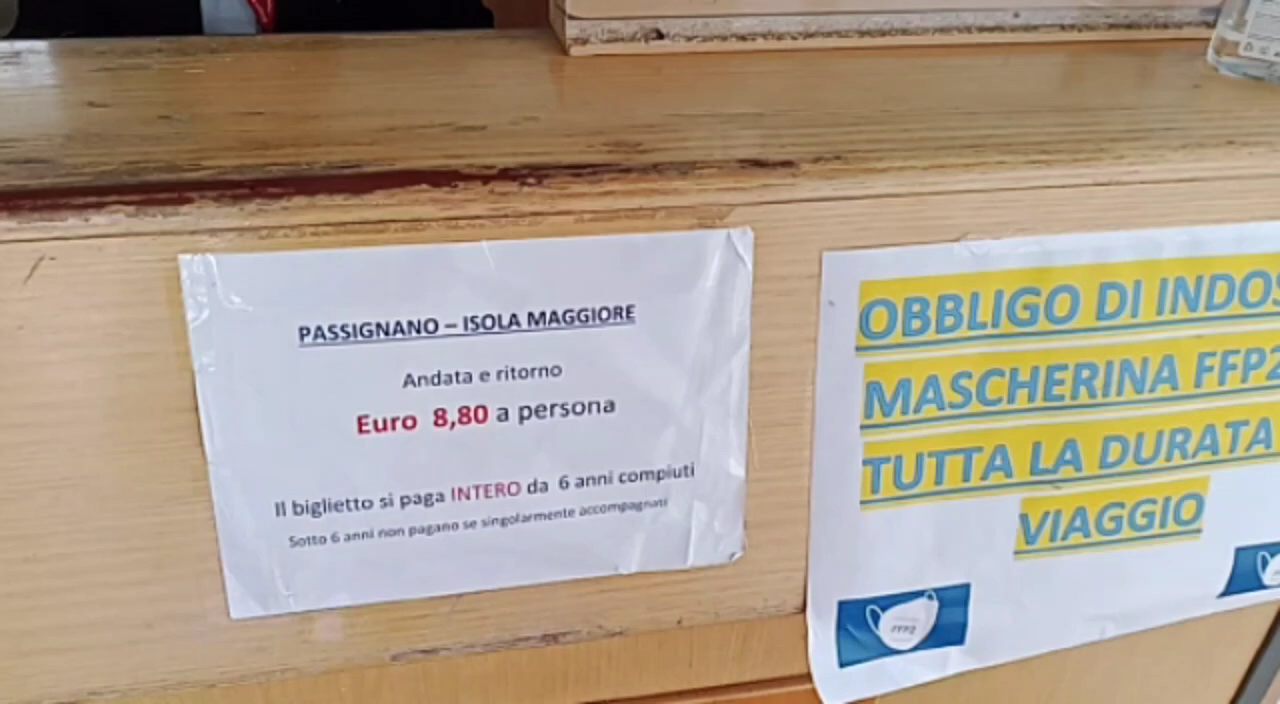 PASSIGNANO – ISOLA MAGGIORE
Andata e ritorno
Euro 8,80 a persona
Il biglietto si paga INTERO da 6 anni compiuti
Sotto 6 anni non pagano se singolarmente accompagnati
OBBLIGO DI INDOS
MASCHERINA FFP2
TUTTA LA DURATA
VIAGGIO
FFP2